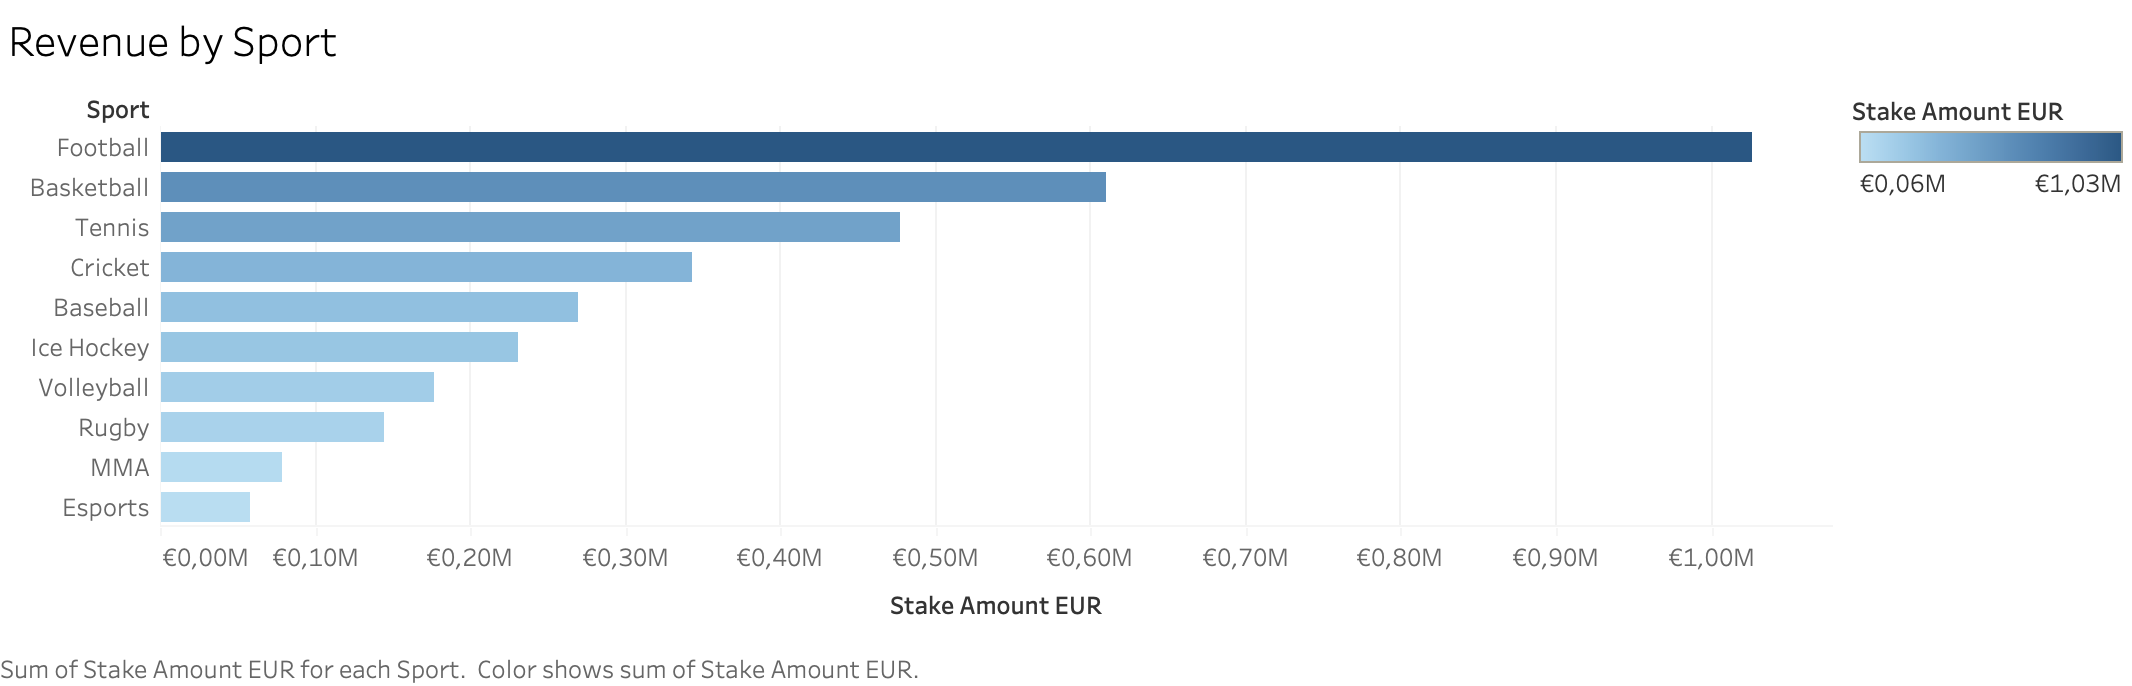 Revenue by Sport
Sport
Stake Amount EUR
Football
€0,06M €1,03M
Basketball
Tennis
Cricket
Baseball
Ice Hockey
Volleyball
Rugby
MMA
Esports
€0,00M €0,10M €0,20M €0,30M €0,40M €0,50M €0,60M €0,70M €0,80M €0,90M €1,00M
Stake Amount EUR
Sum of Stake Amount EUR for each Sport. Color shows sum of Stake Amount EUR.